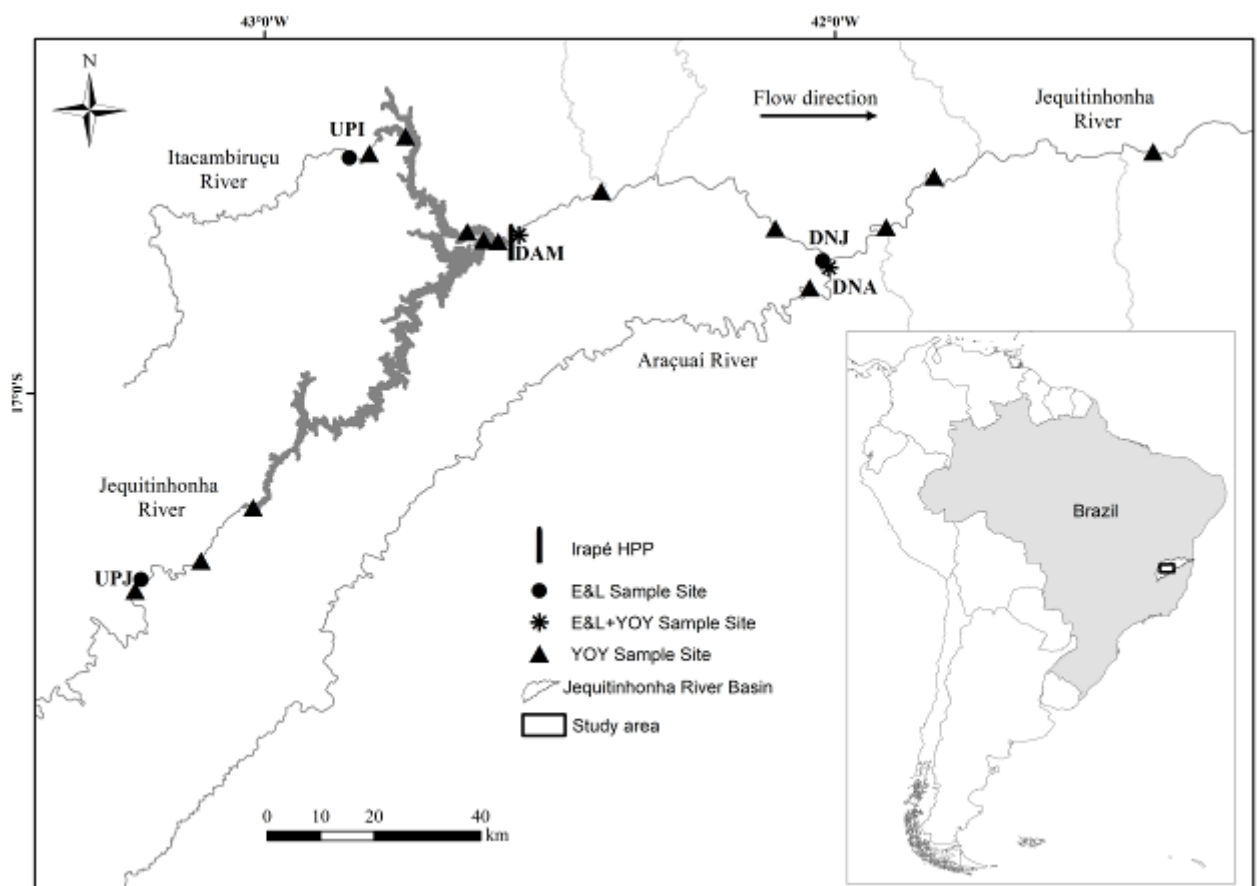 43°0'W
42°0'W
N
Flow direction
Jequitinhonha
River
UPI
Itacambiruçu
River
DAM
DNJ
DNA
Araçuaí River
17°0'S
Jequitinhonha
River
UPJ
Brazil
Irapé HPP
E&L Sample Site
E&L+YOY Sample Site
YOY Sample Site
Jequitinhonha River Basin
Study area
0 10 20 40
km